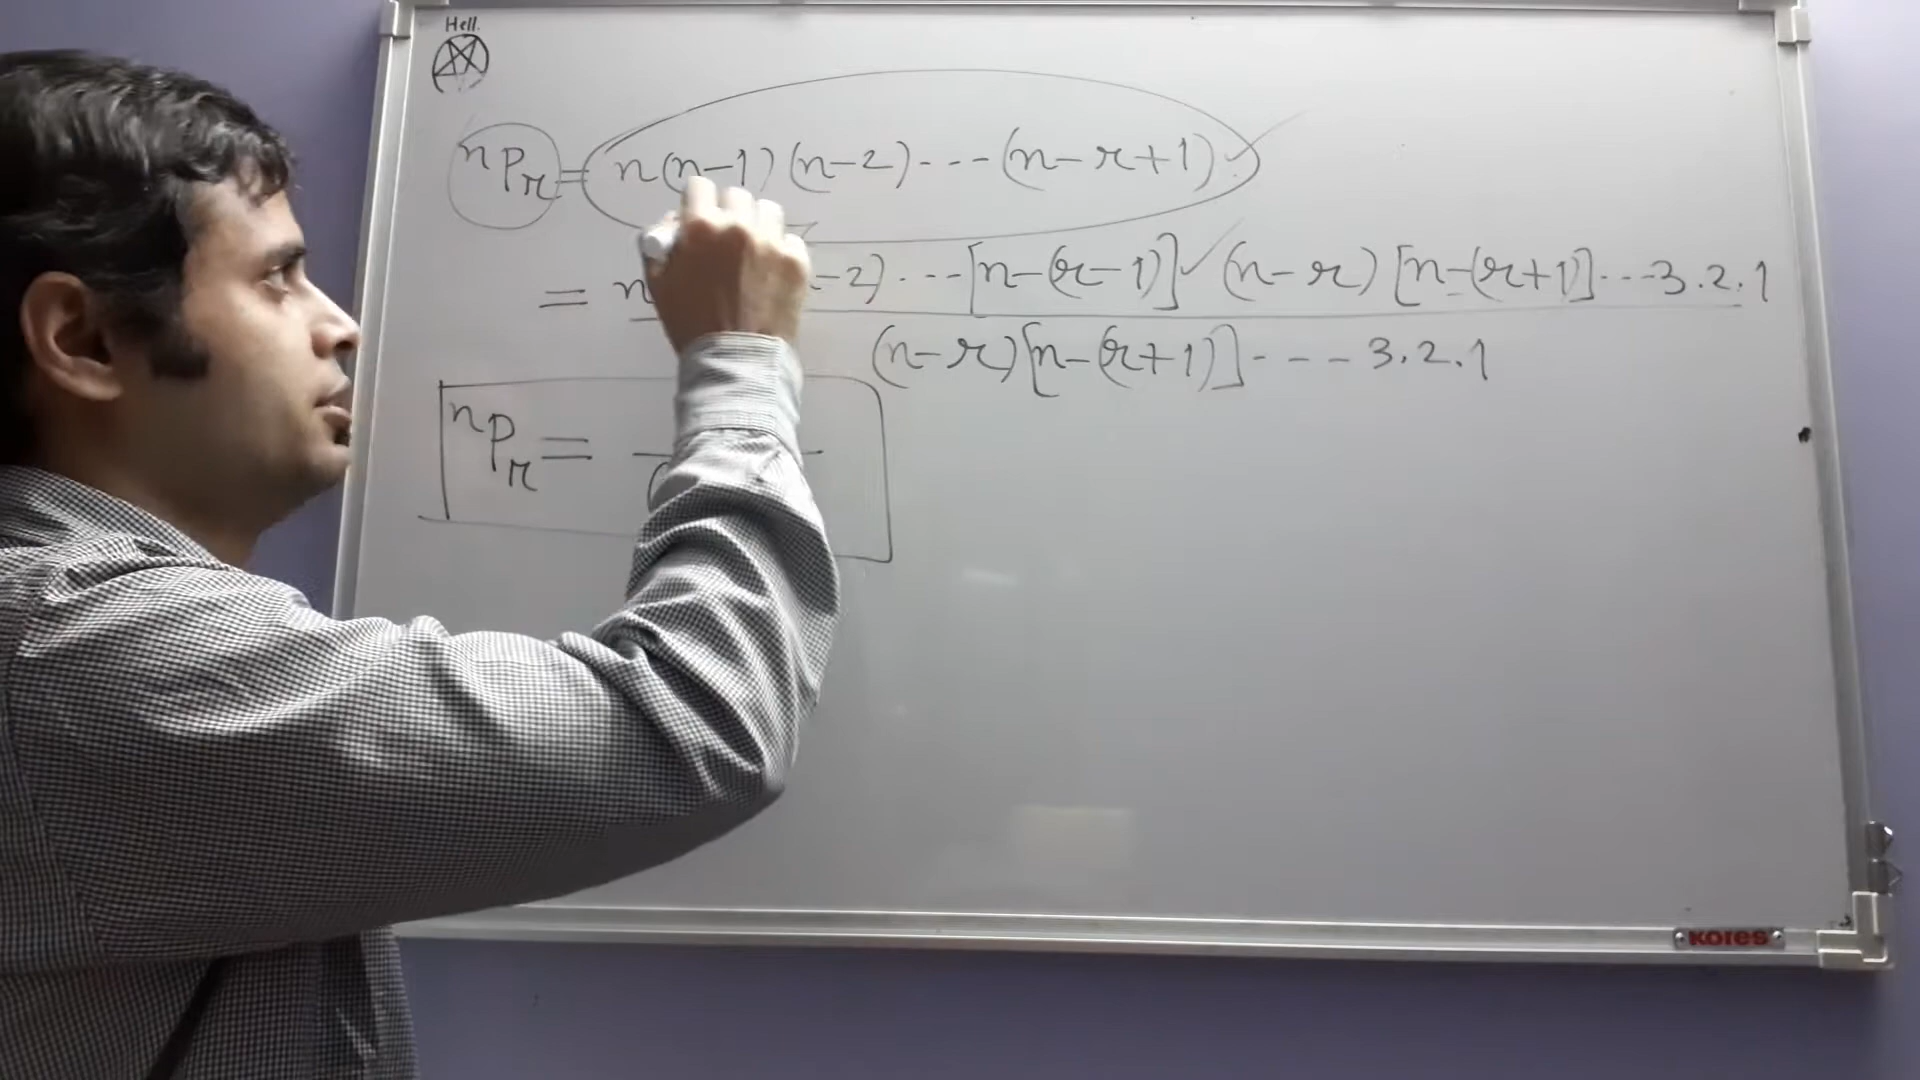 Hell.
nPr = n(n-1)(n-2)---(n-r+1)
= n -2)---[n-(r-1)] (n-r)[n-(r+1]---3.2.1
(n-r)[n-(r+1)]----3.2.1
nPr =
KORES